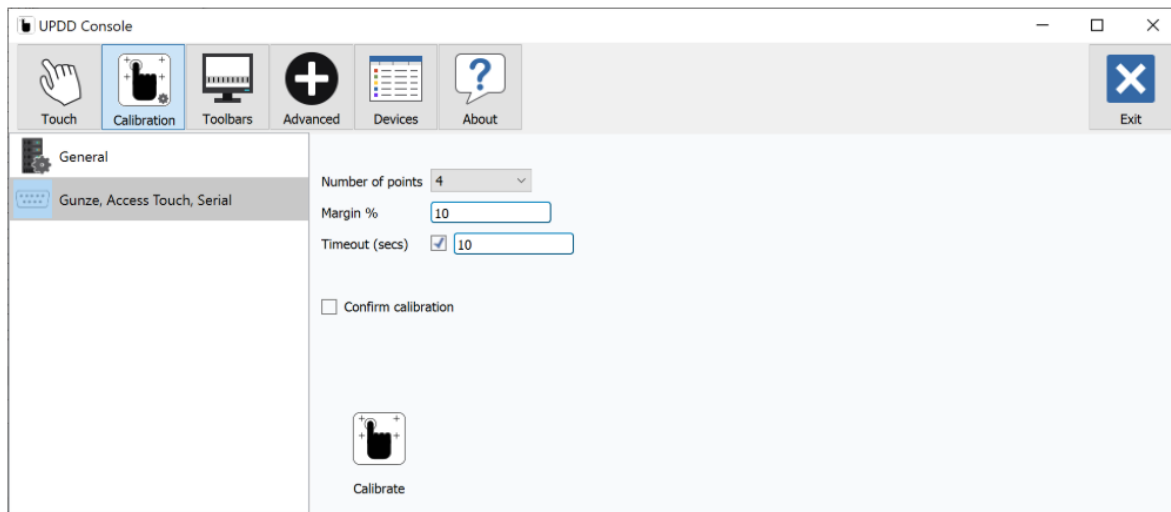 UPDD Console
Touch
Calibration
Toolbars
Advanced
Devices
About
Exit
General
Gunze, Access Touch, Serial
Number of points 4
Margin % 10
Timeout (secs) 10
Confirm calibration
Calibrate